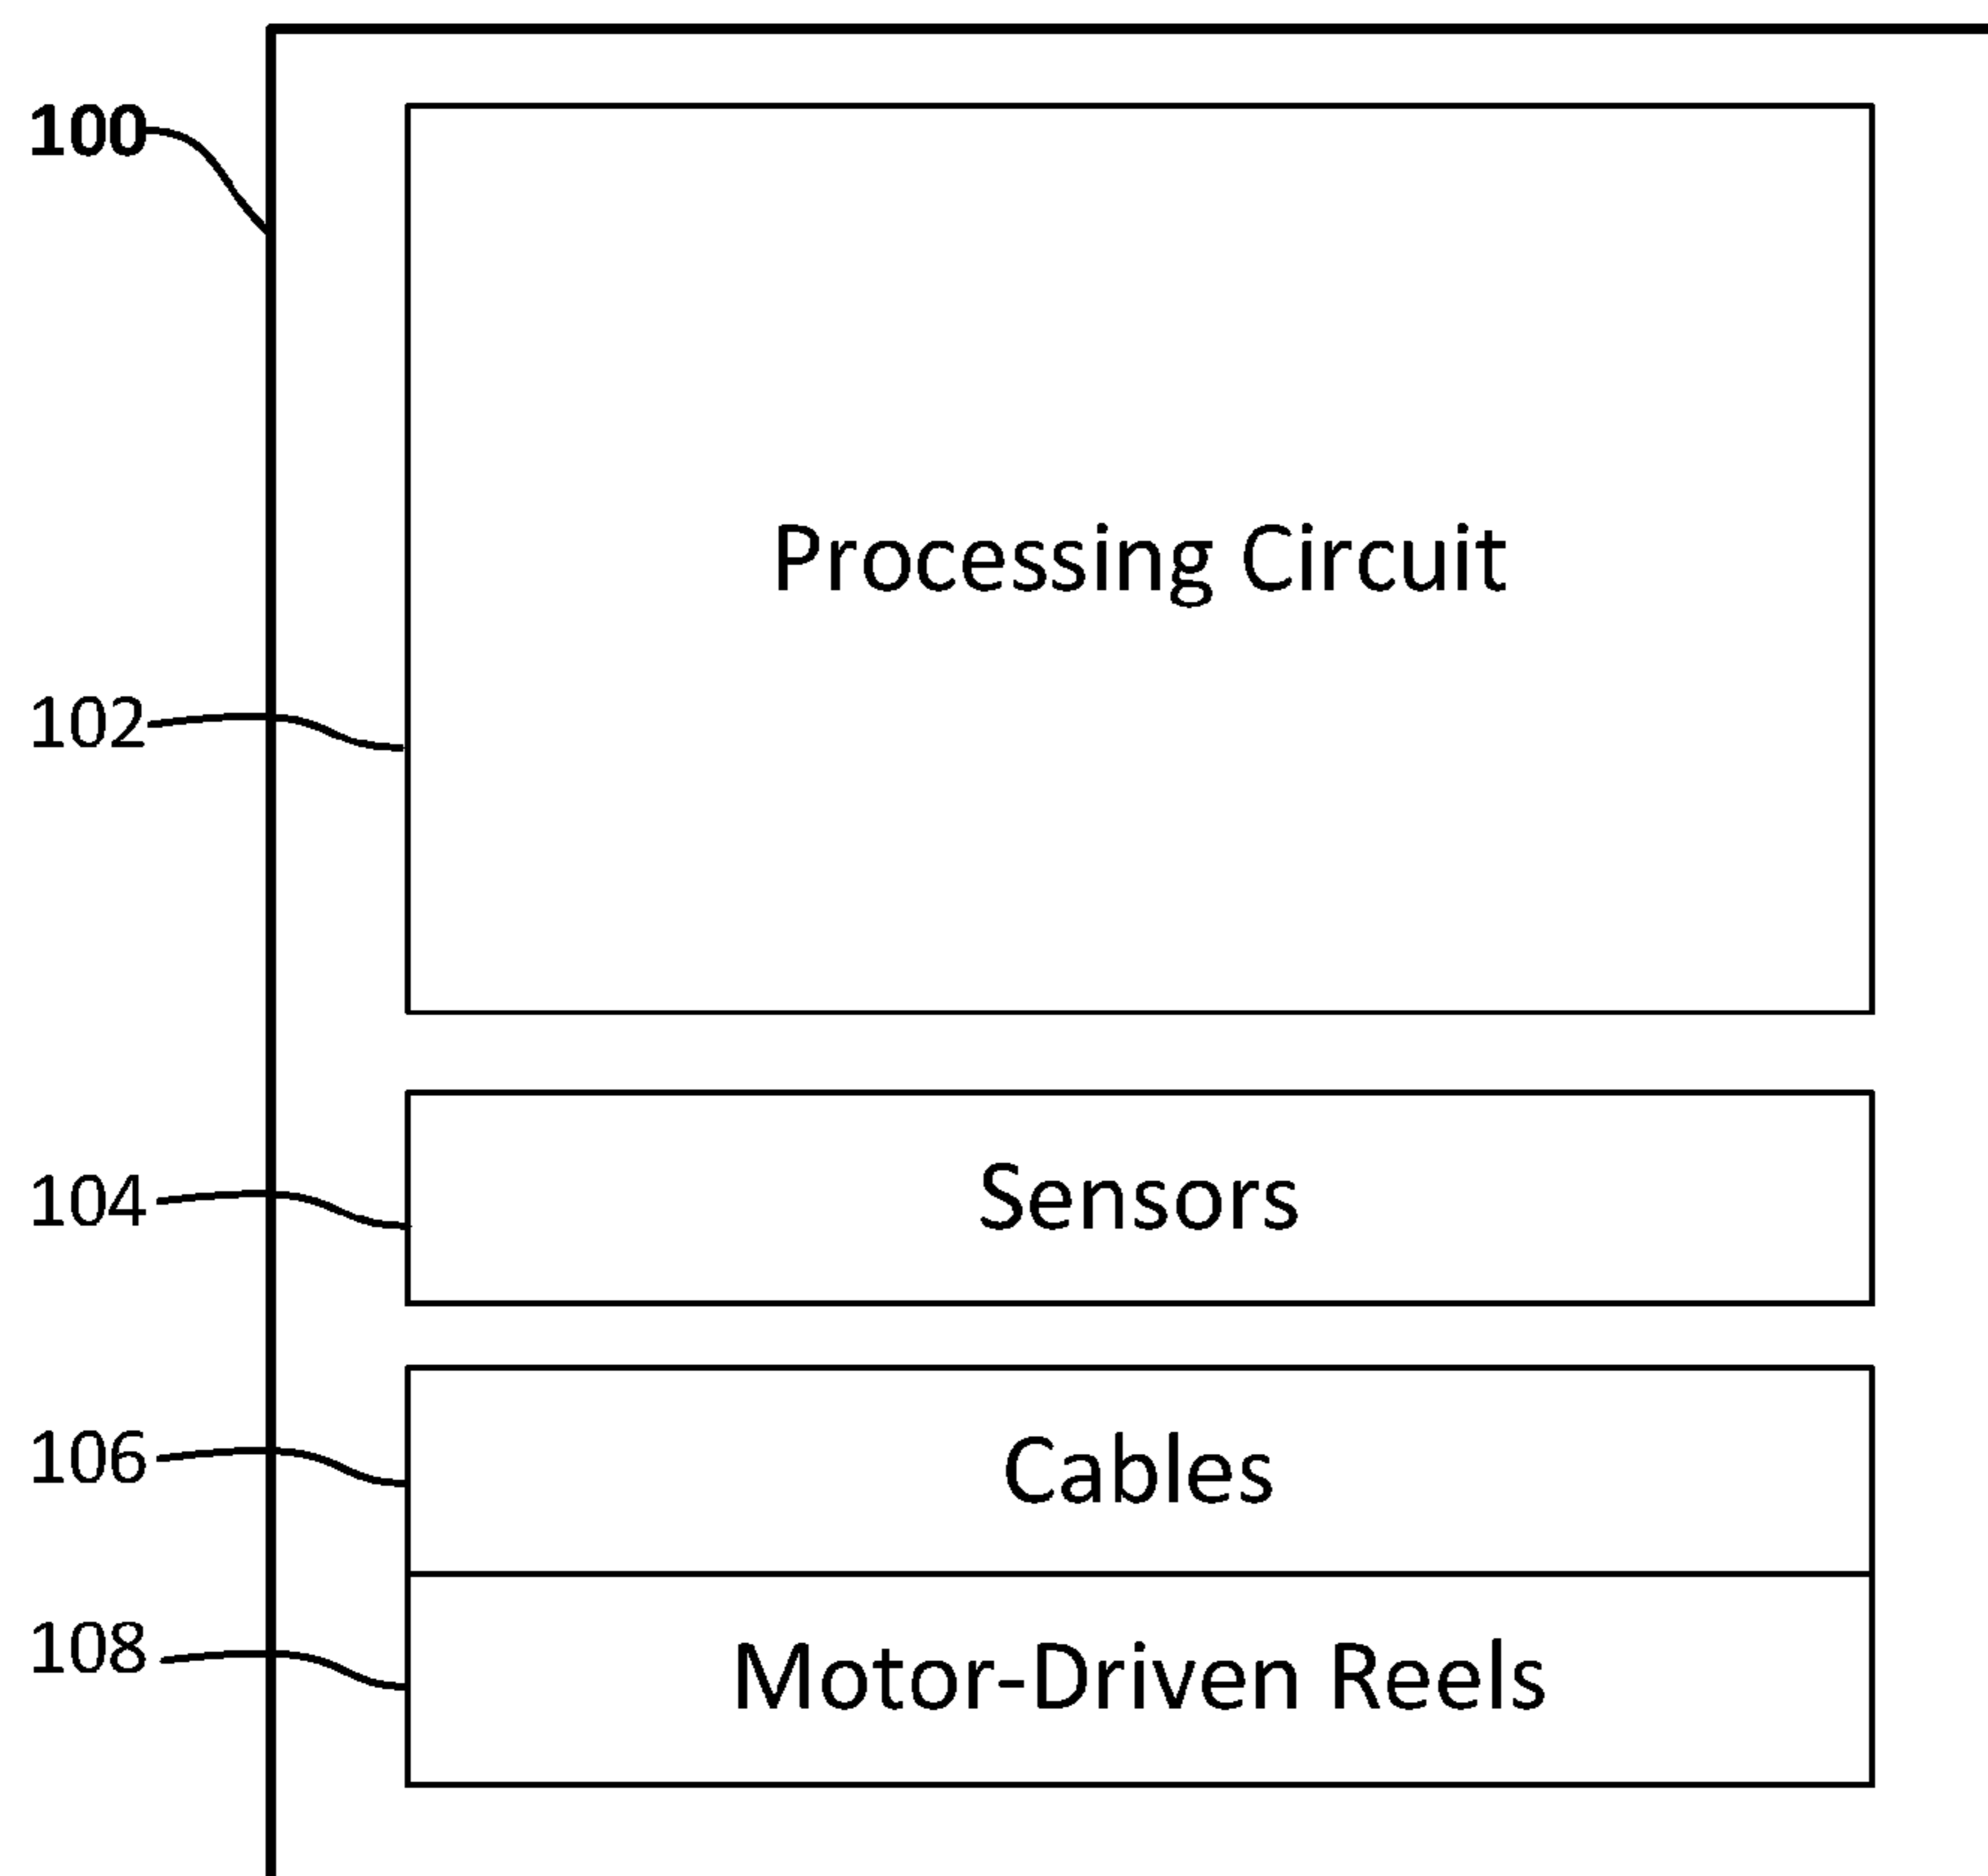 100
Processing Circuit
102
104
Sensors
106
Cables
108
Motor-Driven Reels